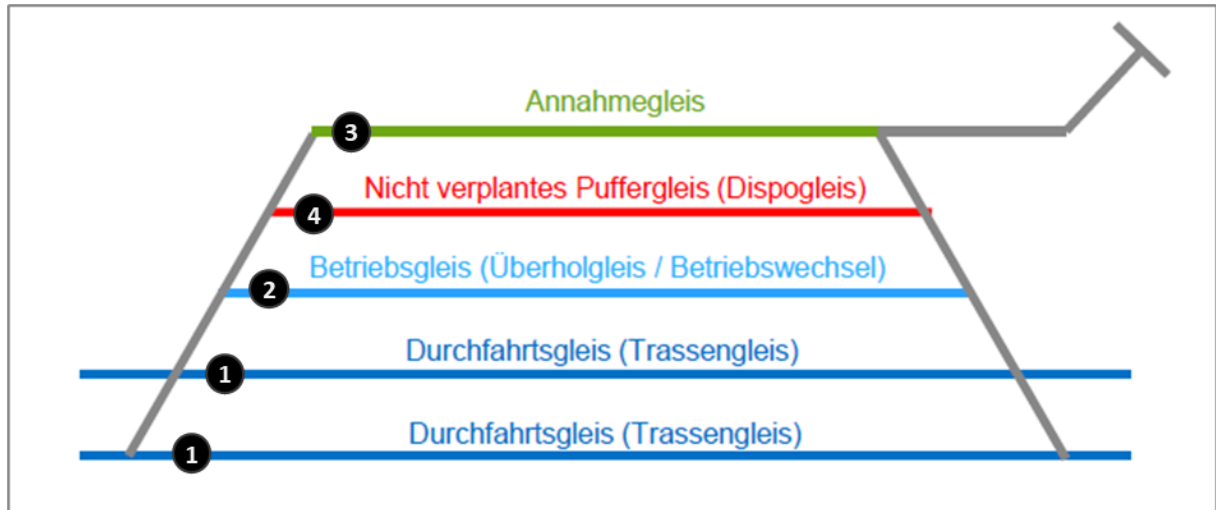 Annahmegleis
3
Nicht verplantes Puffergleis (Dispogleis)
4
Betriebsgleis (Überholgleis / Betriebswechsel)
2
Durchfahrtsgleis (Trassengleis)
1
Durchfahrtsgleis (Trassengleis)
1